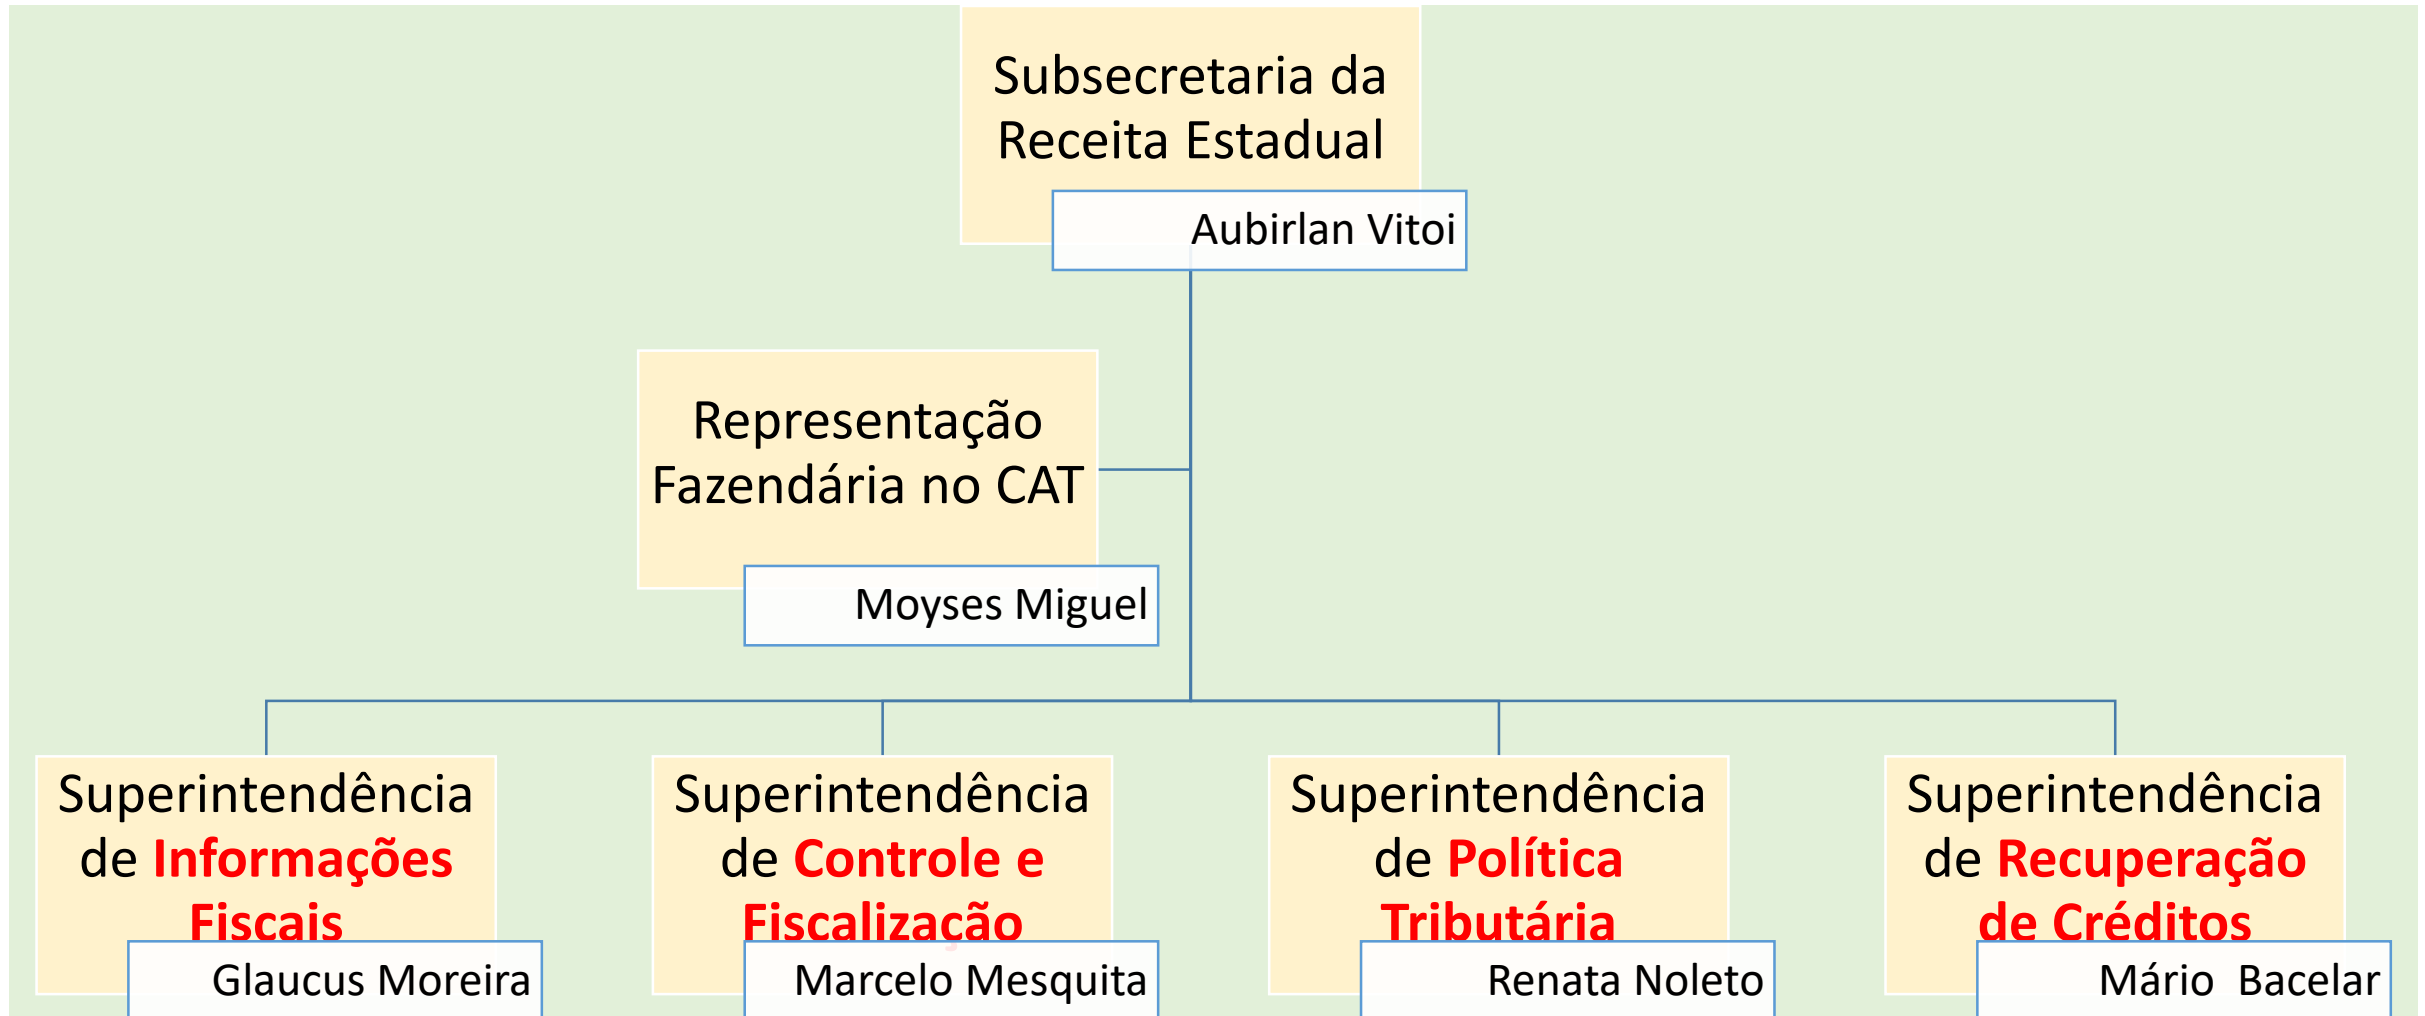 Subsecretaria da
Receita Estadual
Aubirlan Vitoi
Representação
Fazendária no CAT
Moyses Miguel
Superintendência
de Informações
Fiscais
Glaucus Moreira
Superintendência
de Controle e
Fiscalização
Marcelo Mesquita
Superintendência
de Política
Tributária
Renata Noleto
Superintendência
de Recuperação
de Créditos
Mário  Bacelar